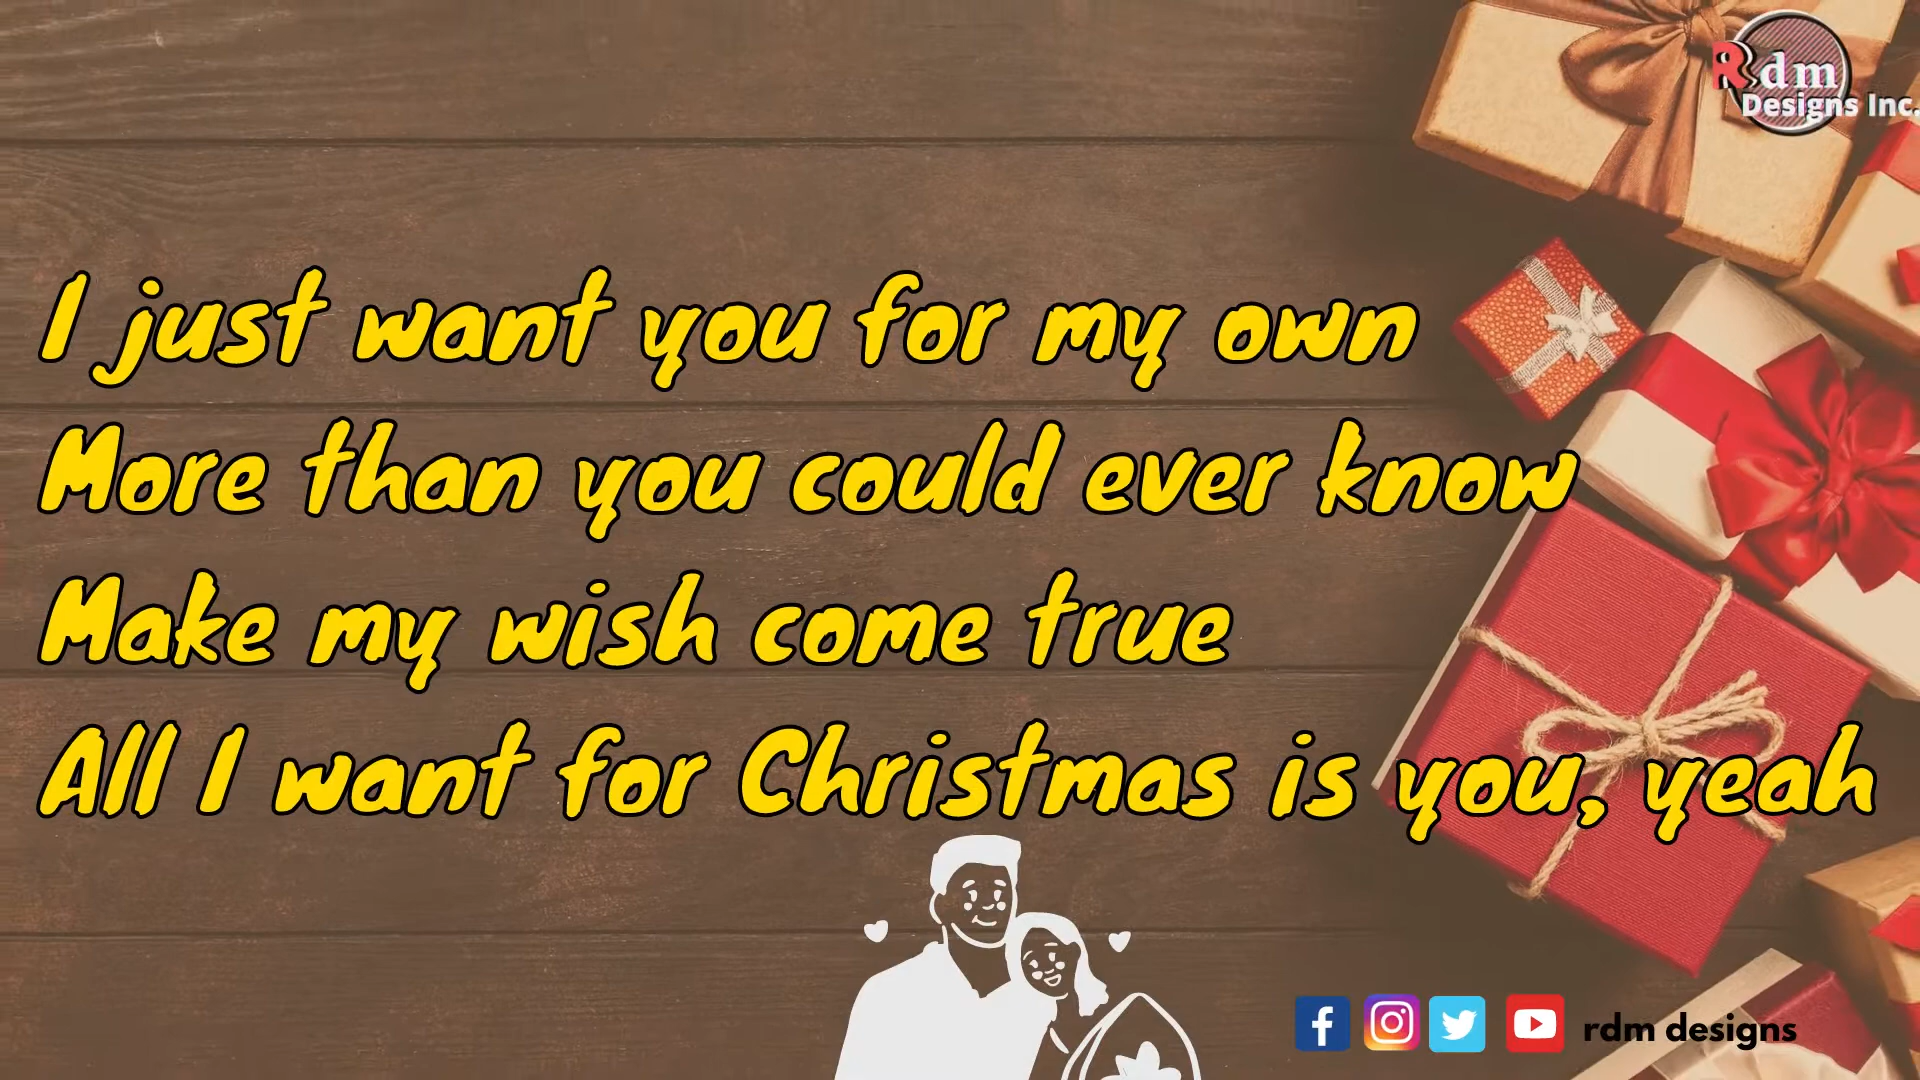 Rdm
Designs Inc.
I just want you for my own
More than you could ever know
Make my wish come true
All I want for Christmas is you, yeah
rdm designs